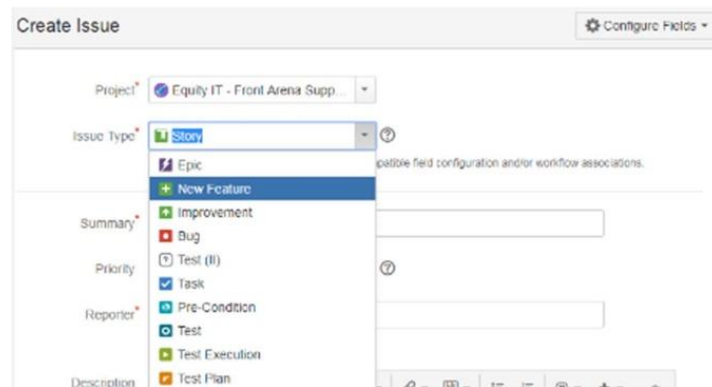 Create Issue
Configure Fields
Project* Equity IT - Front Arena Supp...
Issue Type* Story
Epic
patible field configuration and/or workflow associations.
New Feature
Improvement
Summary*
Bug
Test (II)
Priority
Task
Pre-Condition
Reporter*
Test
Test Execution
Test Plan
Description